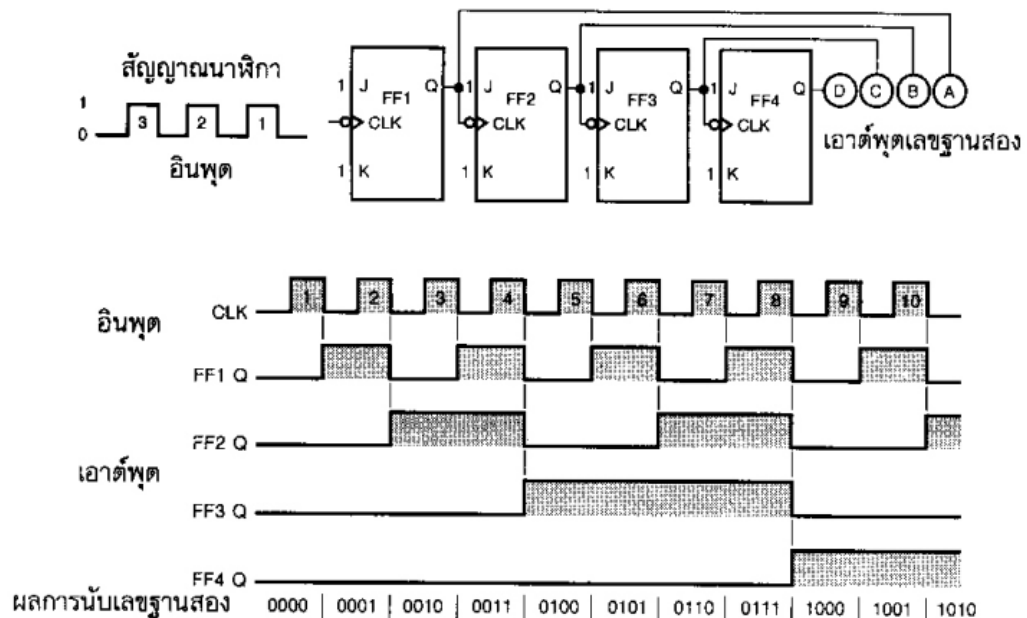 สัญญาณนาฬิกา
1
0
3 2 1
อินพุต
1 J Q
FF1
CLK
1 K
1 J Q
FF2
CLK
1 K
1 J Q
FF3
CLK
1 K
1 J Q
FF4
CLK
1 K
D C B A
เอาต์พุตเลขฐานสอง
อินพุต
CLK 1 2 3 4 5 6 7 8 9 10
FF1 Q
FF2 Q
เอาต์พุต
FF3 Q
FF4 Q
ผลการนับเลขฐานสอง 0000 0001 0010 0011 0100 0101 0110 0111 1000 1001 1010